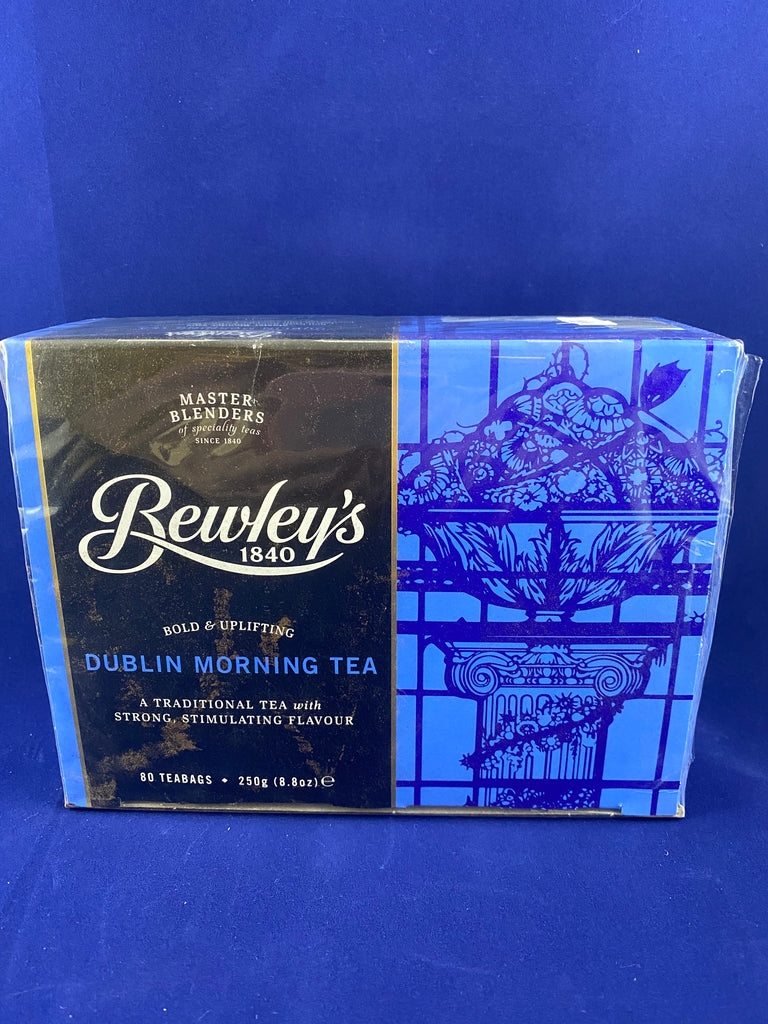 MASTER
BLENDERS
of speciality teas
SINCE 1840
Bewley's
1840
BOLD & UPLIFTING
DUBLIN MORNING TEA
A TRADITIONAL TEA with
STRONG, STIMULATING FLAVOUR
80 TEABAGS • 250g (8.8oz) ℮